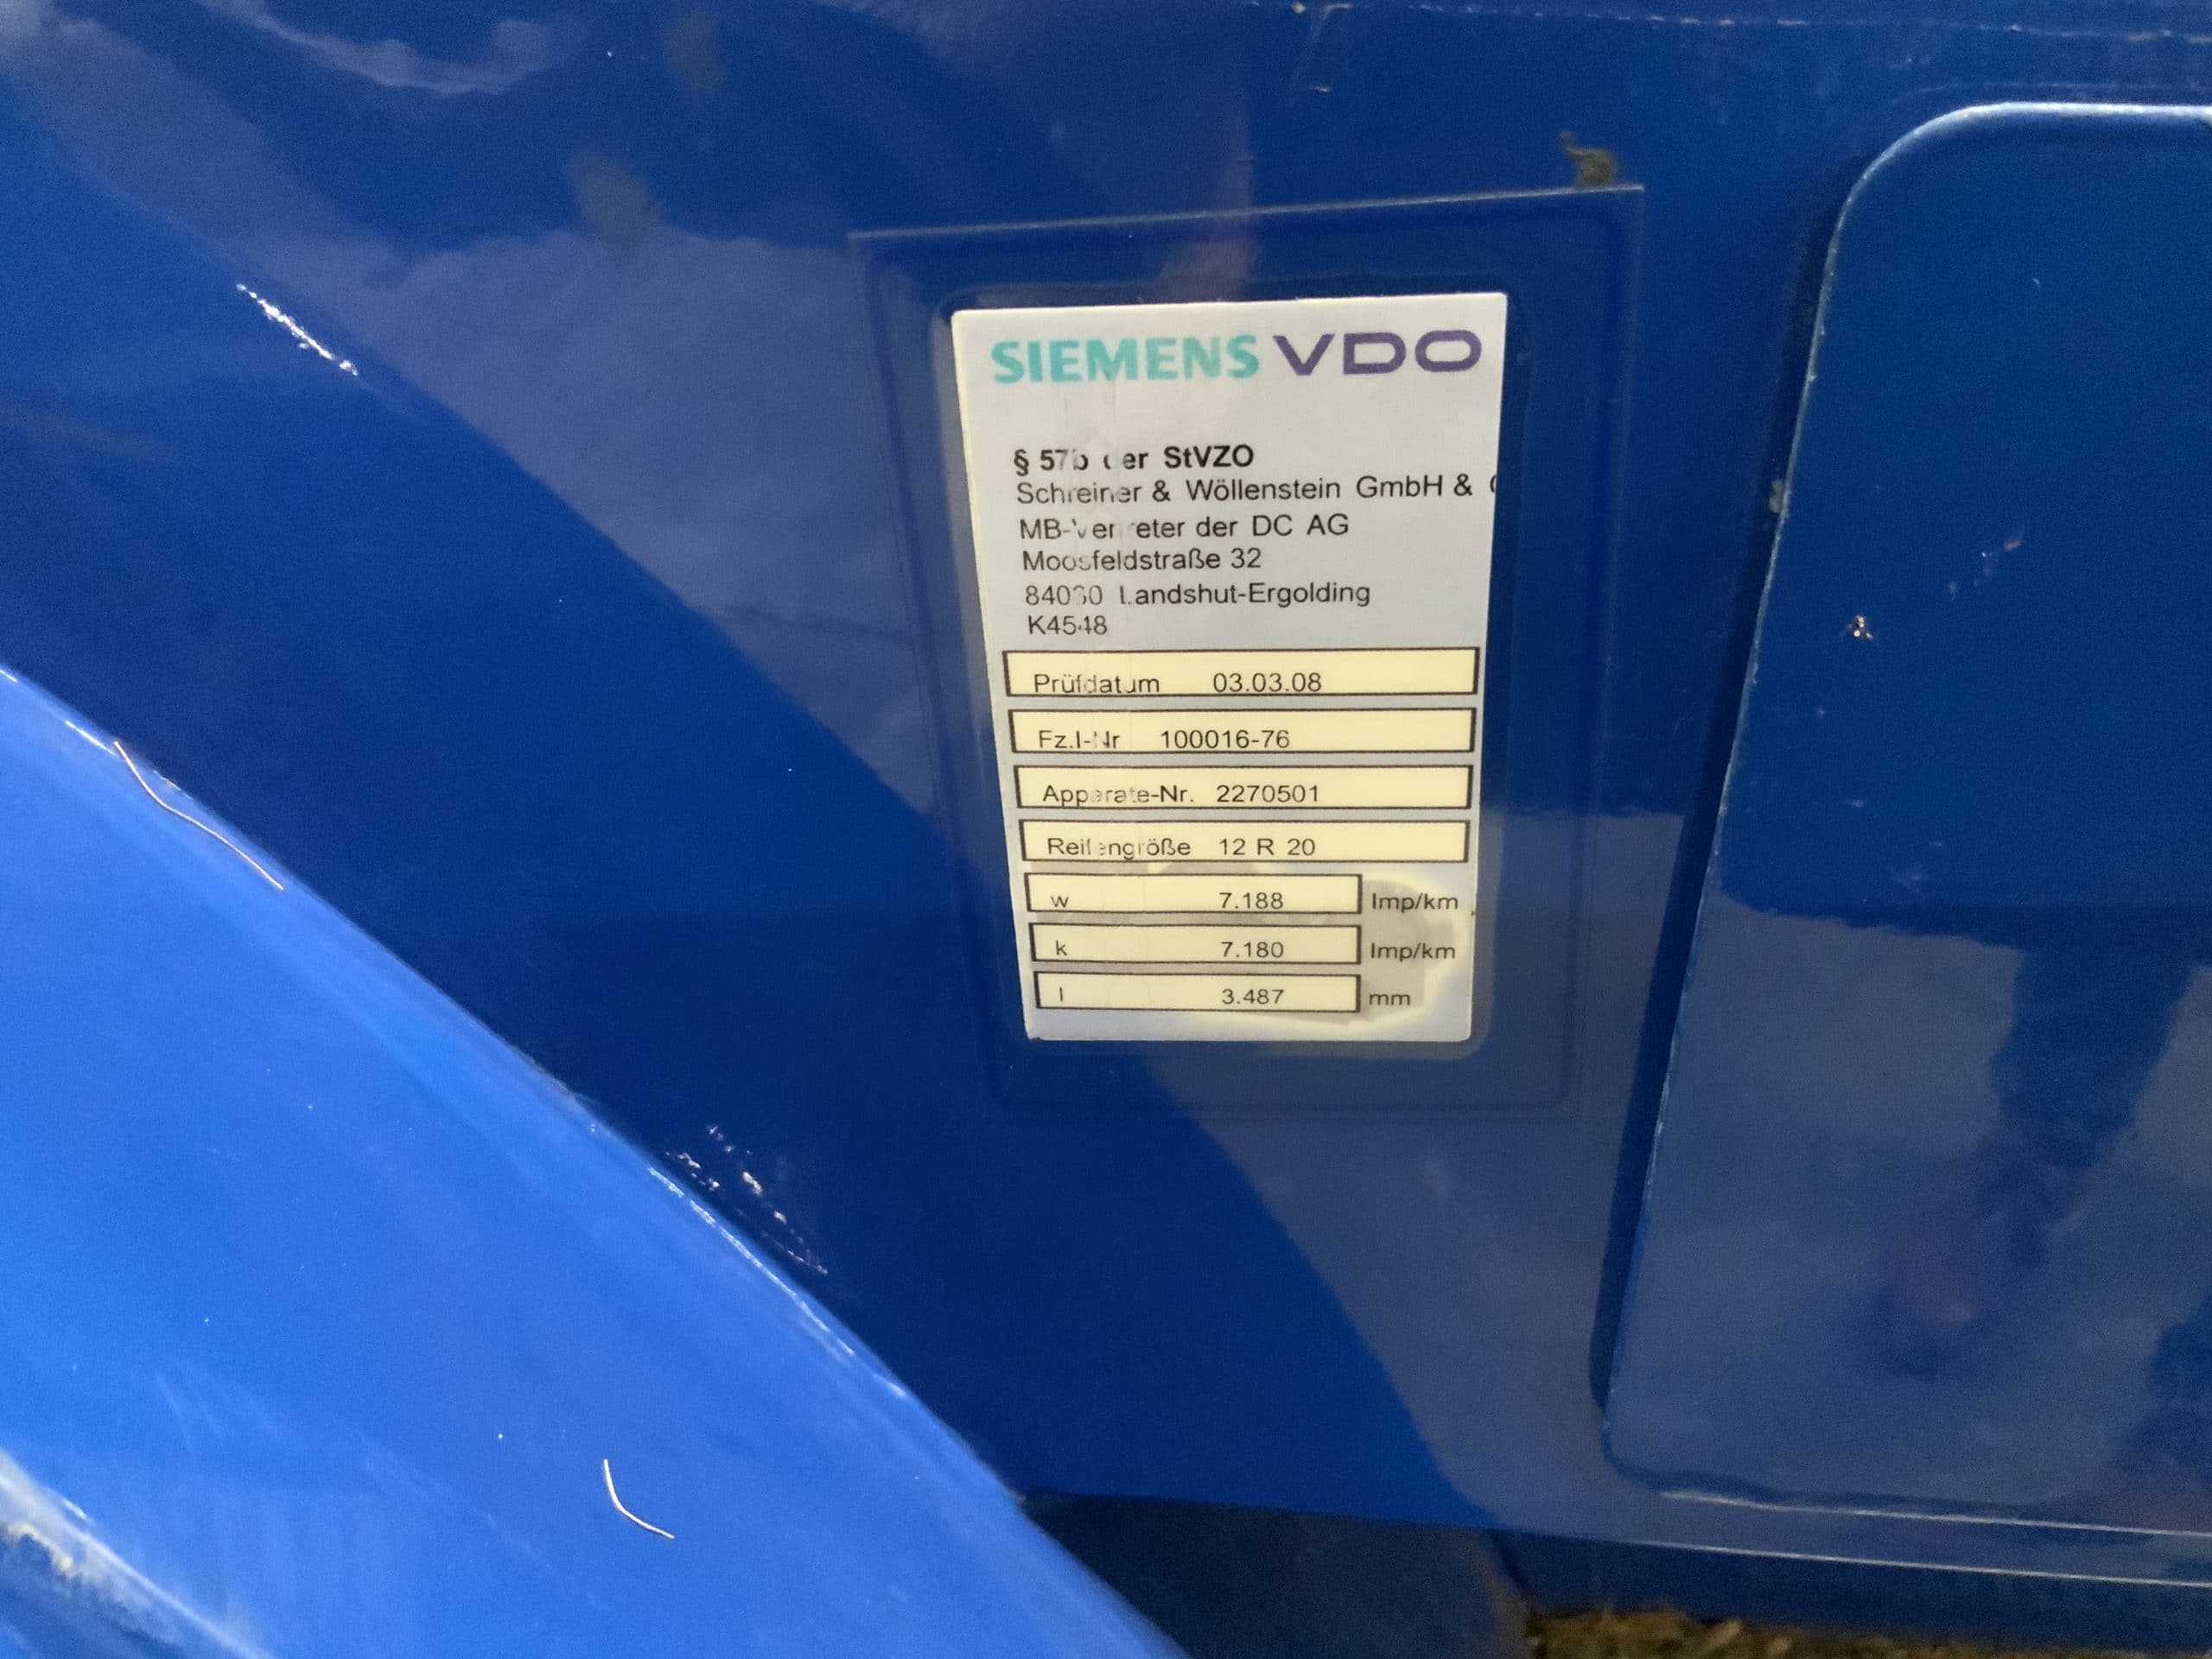 SIEMENS VDO
§ 57b der StVZO
Schreiner & Wöllenstein GmbH &
MB-Vertreter der DC AG
Moosfeldstraße 32
84030 Landshut-Ergolding
K4548
Prüfdatum 03.03.08
Fz.I-Nr 100016-76
Apparate-Nr. 2270501
Reifengröße 12 R 20
w 7.188 Imp/km
k 7.180 Imp/km
l 3.487 mm